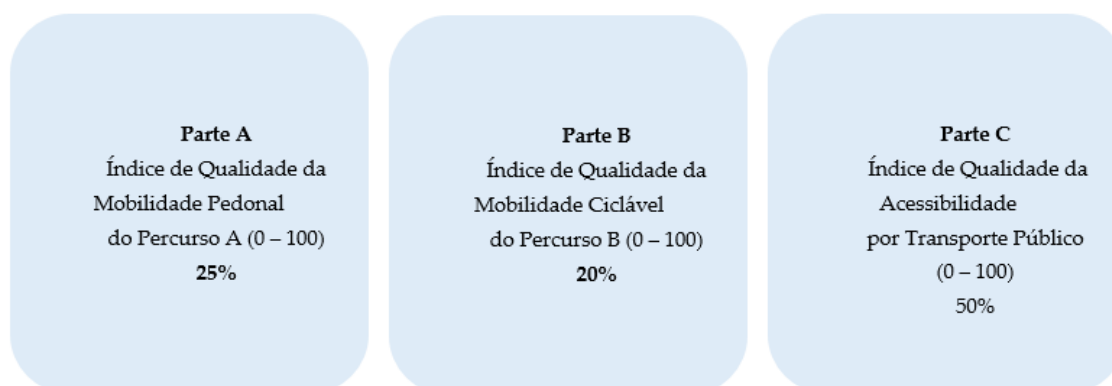 Parte A
Índice de Qualidade da
Mobilidade Pedonal
do Percurso A (0 – 100)
25%
Parte B
Índice de Qualidade da
Mobilidade Ciclável
do Percurso B (0 – 100)
20%
Parte C
Índice de Qualidade da
Acessibilidade
por Transporte Público
(0 – 100)
50%